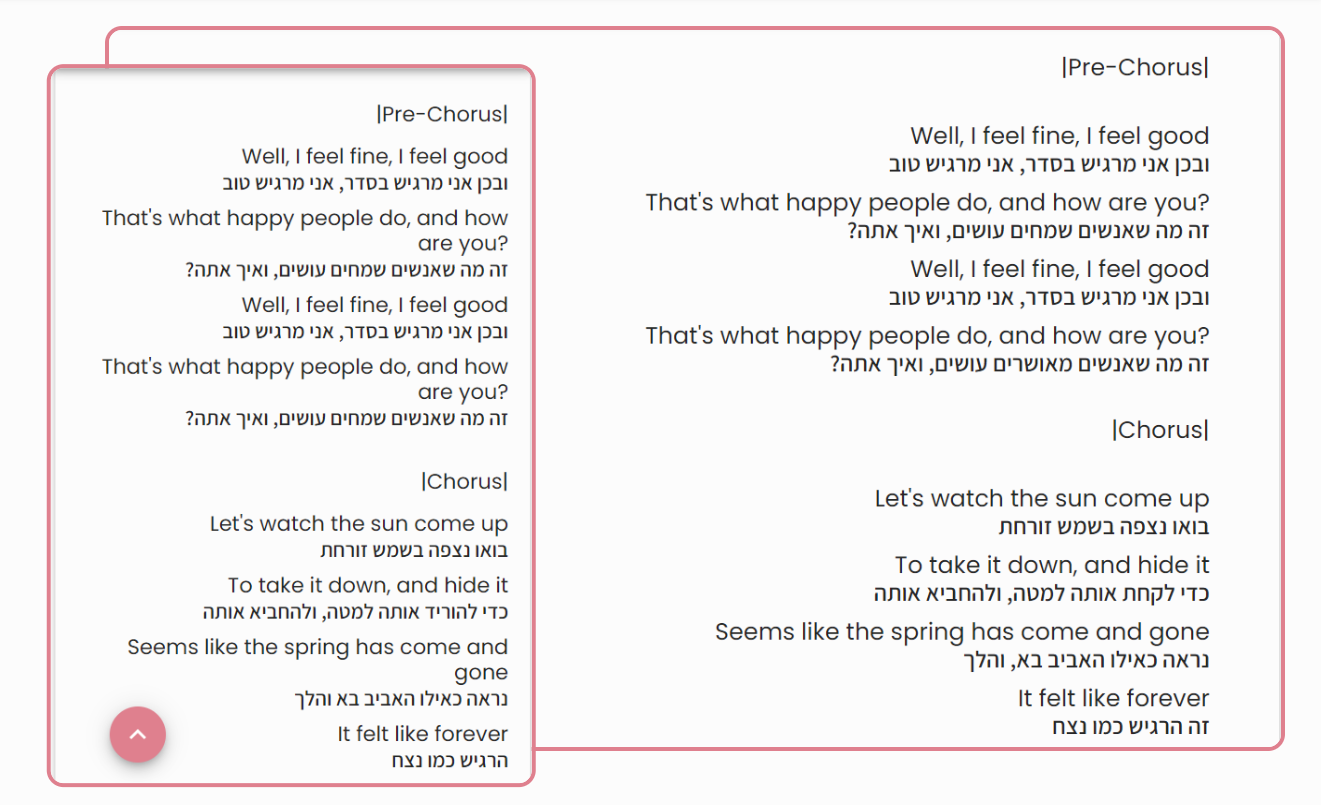 |Pre-Chorus|
Well, I feel fine, I feel good
ובכן אני מרגיש בסדר, אני מרגיש טוב
That's what happy people do, and how
are you?
זה מה שאנשים שמחים עושים, ואיך אתה?
Well, I feel fine, I feel good
ובכן אני מרגיש בסדר, אני מרגיש טוב
That's what happy people do, and how
are you?
זה מה שאנשים שמחים עושים, ואיך אתה?
|Chorus|
Let's watch the sun come up
בואו נצפה בשמש זורחת
To take it down, and hide it
כדי להוריד אותה למטה, ולהחביא אותה
Seems like the spring has come and
gone
נראה כאילו האביב בא והלך
It felt like forever
הרגיש כמו נצח
|Pre-Chorus|
Well, I feel fine, I feel good
ובכן אני מרגיש בסדר, אני מרגיש טוב
That's what happy people do, and how are you?
זה מה שאנשים שמחים עושים, ואיך אתה?
Well, I feel fine, I feel good
ובכן אני מרגיש בסדר, אני מרגיש טוב
That's what happy people do, and how are you?
זה מה שאנשים מאושרים עושים, ואיך אתה?
|Chorus|
Let's watch the sun come up
בואו נצפה בשמש זורחת
To take it down, and hide it
כדי לקחת אותה למטה, ולהחביא אותה
Seems like the spring has come and gone
נראה כאילו האביב בא, והלך
It felt like forever
זה הרגיש כמו נצח